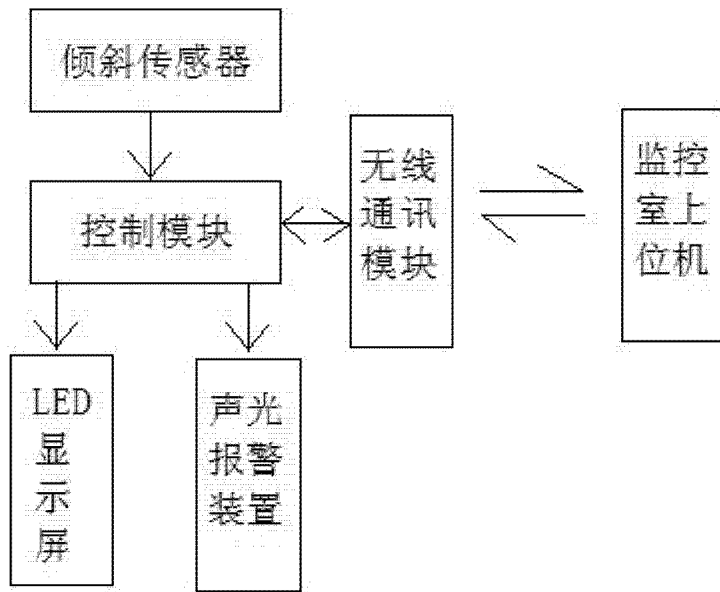 倾斜传感器
控制模块
无线
通讯
模块
监控
室上
位机
LED
显
示
屏
声光
报警
装置